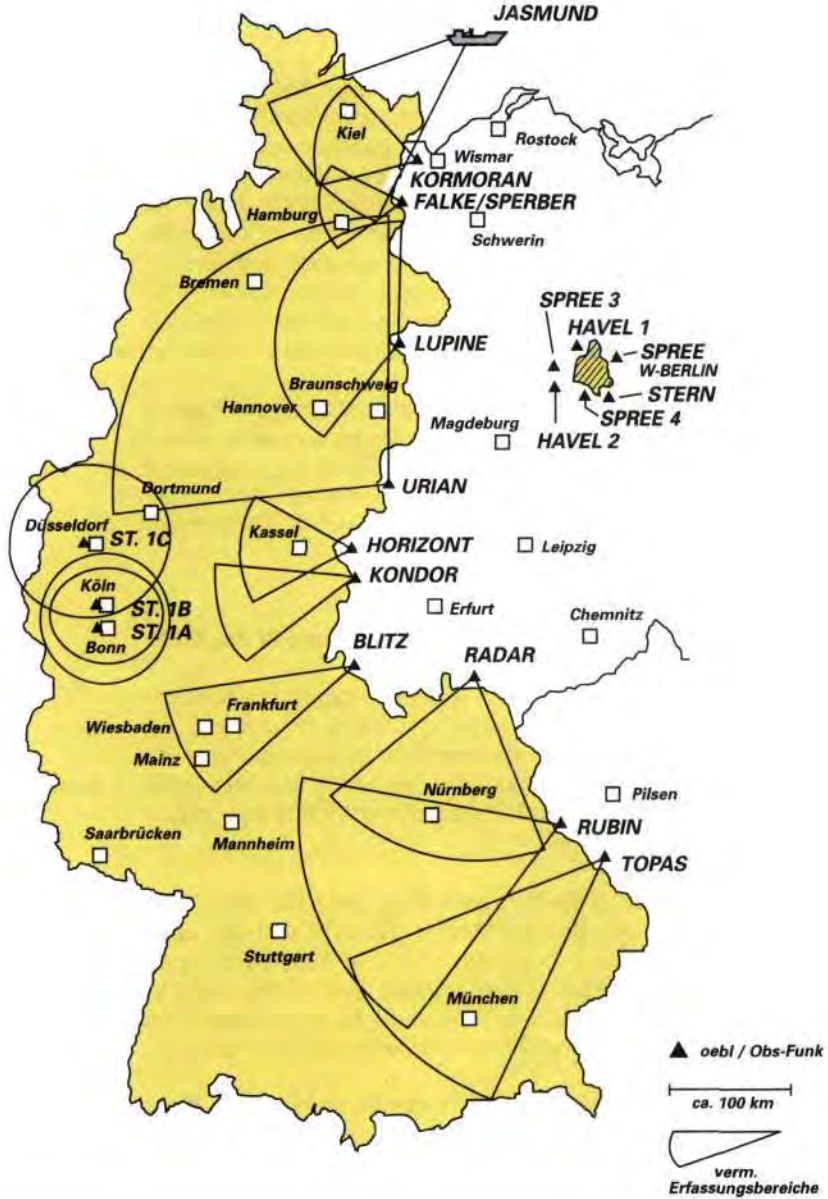 JASMUND
Kiel
Rostock
Wismar
KORMORAN
FALKE/SPERBER
Hamburg
Schwerin
Bremen
SPREE 3
HAVEL 1
LUPINE
SPREE
W-BERLIN
Braunschweig
STERN
Hannover
SPREE 4
Magdeburg
HAVEL 2
Dortmund
URIAN
Düsseldorf
ST. 1C
Kassel
HORIZONT
Leipzig
KONDOR
Köln
ST. 1B
Erfurt
Chemnitz
ST. 1A
Bonn
BLITZ
RADAR
Frankfurt
Wiesbaden
Mainz
Nürnberg
Pilsen
RUBIN
Saarbrücken
Mannheim
TOPAS
Stuttgart
München
oebl / Obs-Funk
ca. 100 km
verm.
Erfassungsbereiche